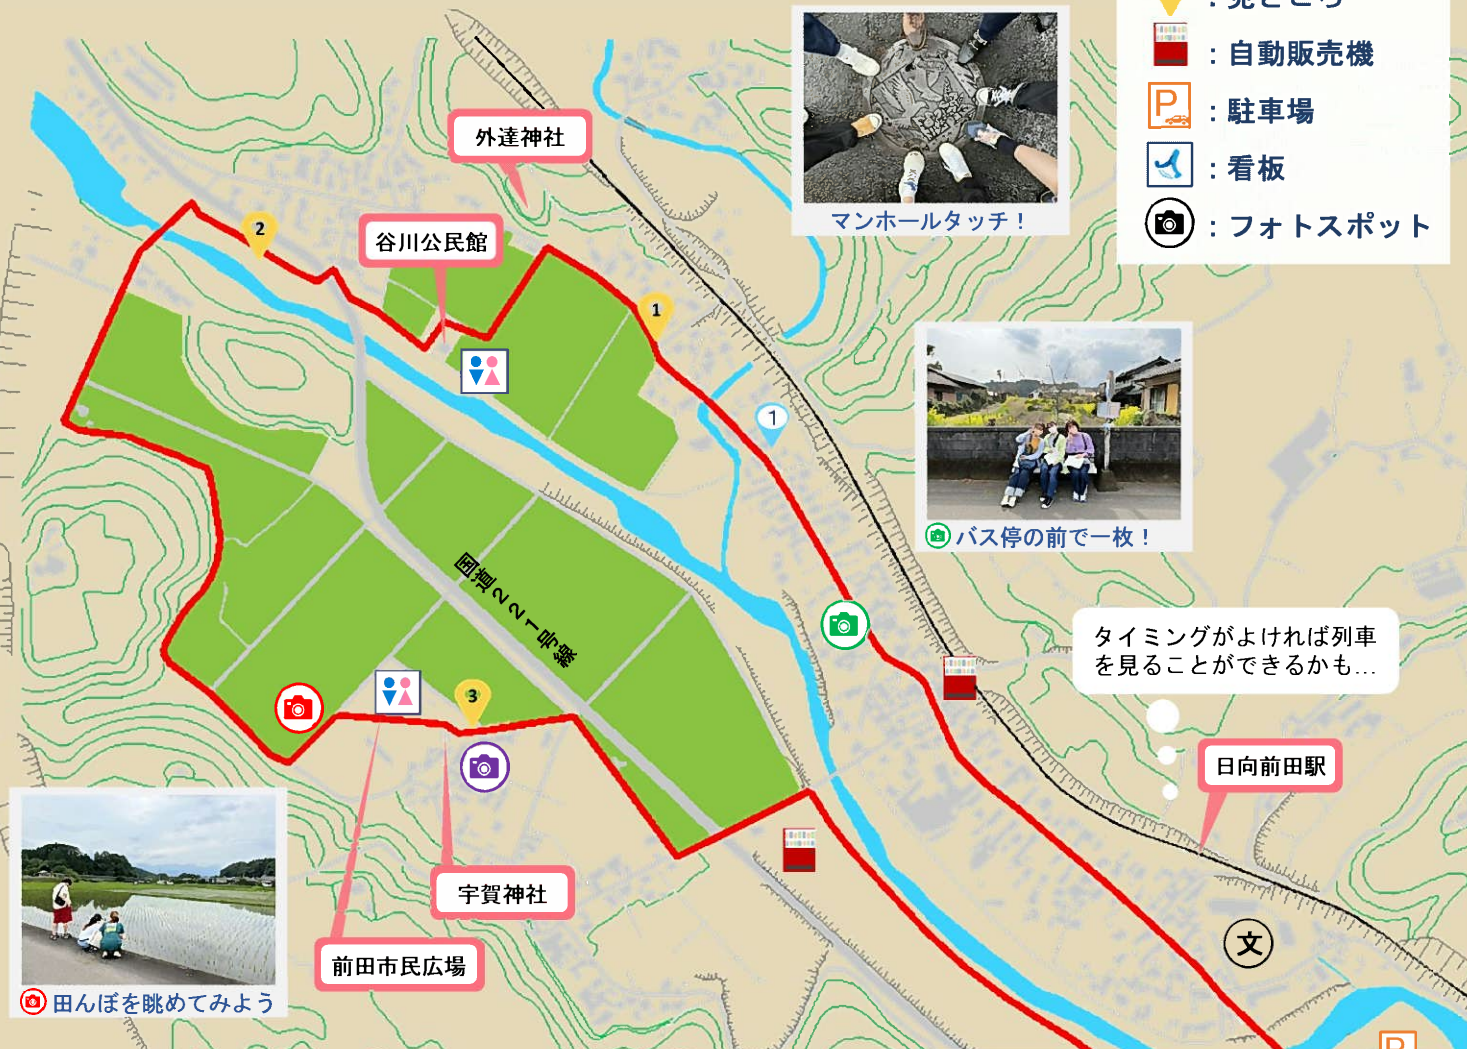 ：見どころ
：自動販売機
P
：駐車場
：看板
：フォトスポット
マンホールタッチ！
外達神社
谷川公民館
2
1
1
バス停の前で一枚！
国道２２１号線
タイミングがよければ列車
を見ることができるかも…
日向前田駅
3
宇賀神社
前田市民広場
文
田んぼを眺めてみよう
P